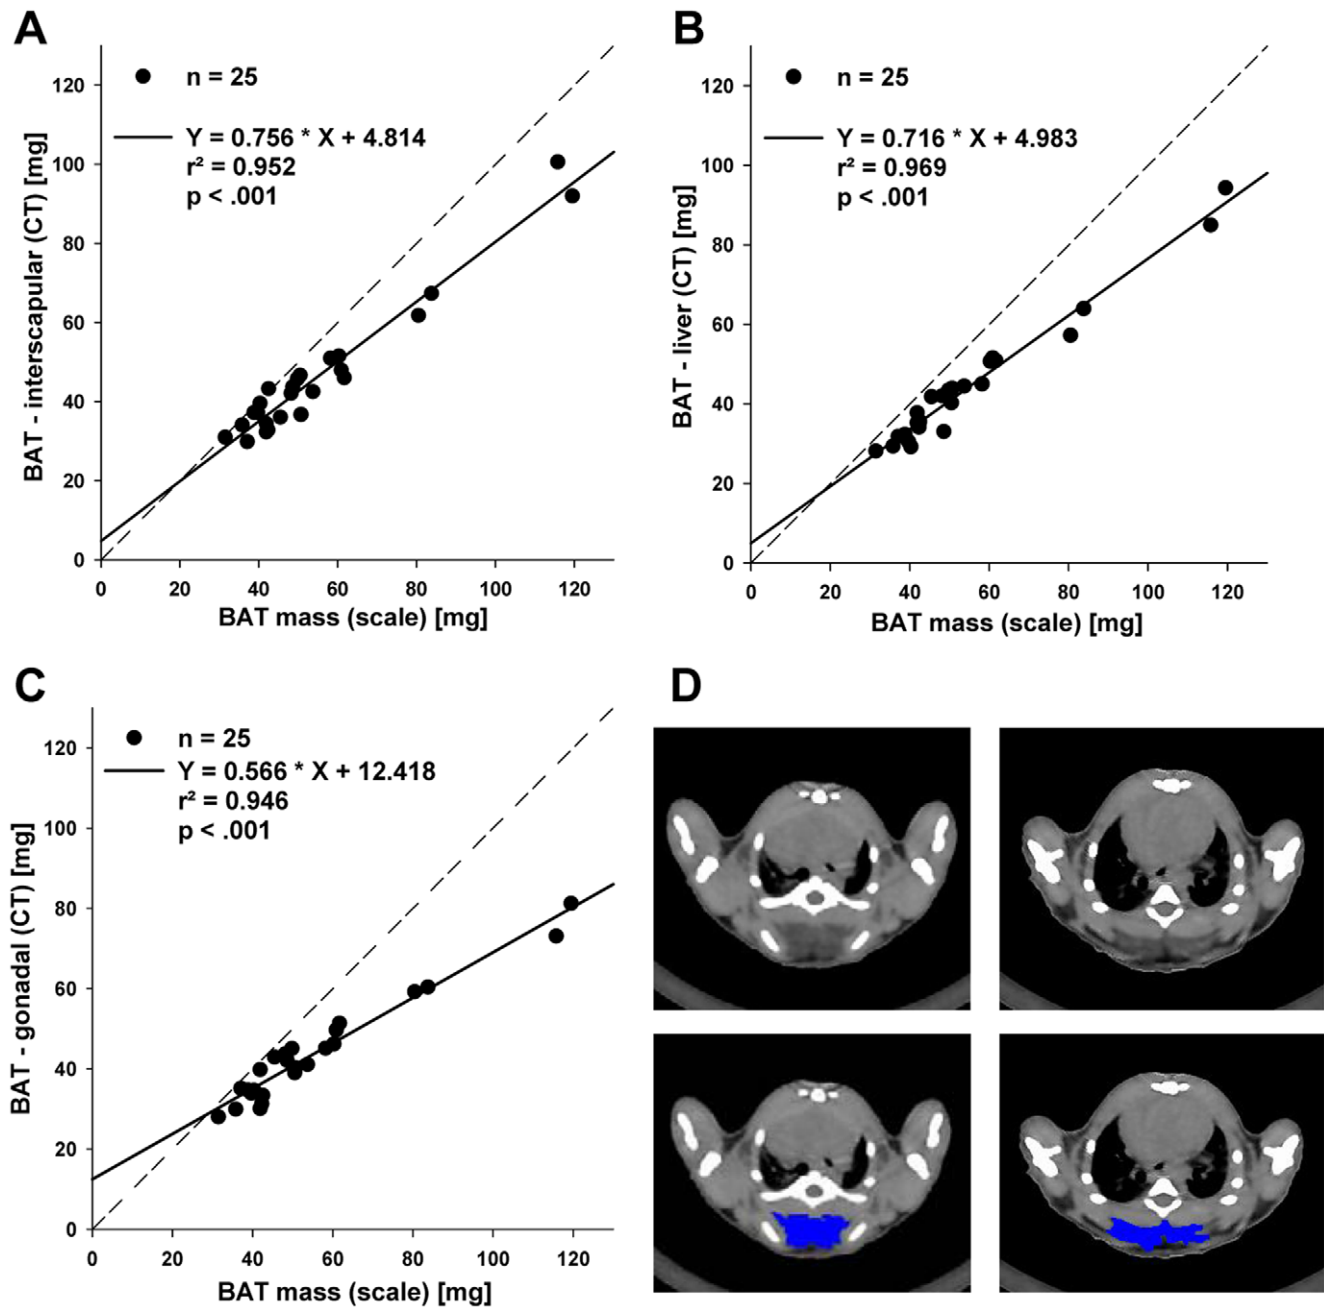 A
n = 25
Y = 0.756 * X + 4.814
r² = 0.952
p < .001
BAT - interscapular (CT) [mg]
120
100
80
60
40
20
0
0 20 40 60 80 100 120
BAT mass (scale) [mg]
B
n = 25
Y = 0.716 * X + 4.983
r² = 0.969
p < .001
BAT - liver (CT) [mg]
120
100
80
60
40
20
0
0 20 40 60 80 100 120
BAT mass (scale) [mg]
C
n = 25
Y = 0.566 * X + 12.418
r² = 0.946
p < .001
BAT - gonadal (CT) [mg]
120
100
80
60
40
20
0
0 20 40 60 80 100 120
BAT mass (scale) [mg]
D